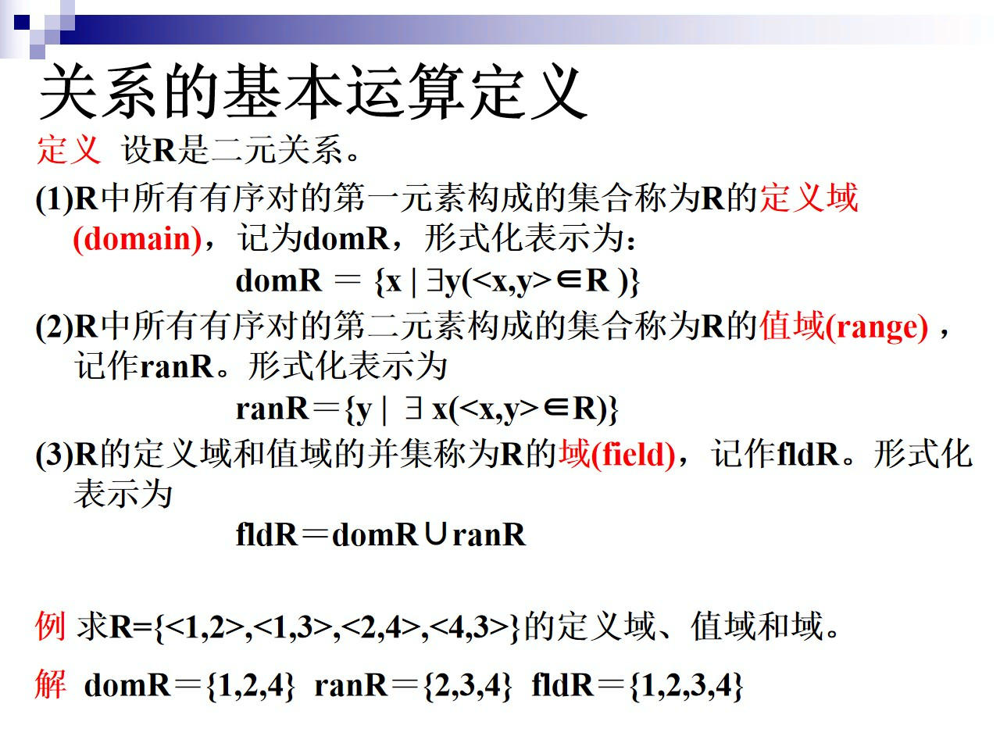 关系的基本运算定义
定义 设R是二元关系。
(1)R中所有有序对的第一元素构成的集合称为R的定义域
(domain)，记为domR，形式化表示为：
domR ＝ {x | ∃y(<x,y>∈R )}
(2)R中所有有序对的第二元素构成的集合称为R的值域(range) ，
记作ranR。形式化表示为
ranR＝{y | ∃ x(<x,y>∈R)}
(3)R的定义域和值域的并集称为R的域(field)，记作fldR。形式化
表示为
fldR＝domR∪ranR
例 求R={<1,2>,<1,3>,<2,4>,<4,3>}的定义域、值域和域。
解 domR＝{1,2,4} ranR＝{2,3,4} fldR＝{1,2,3,4}